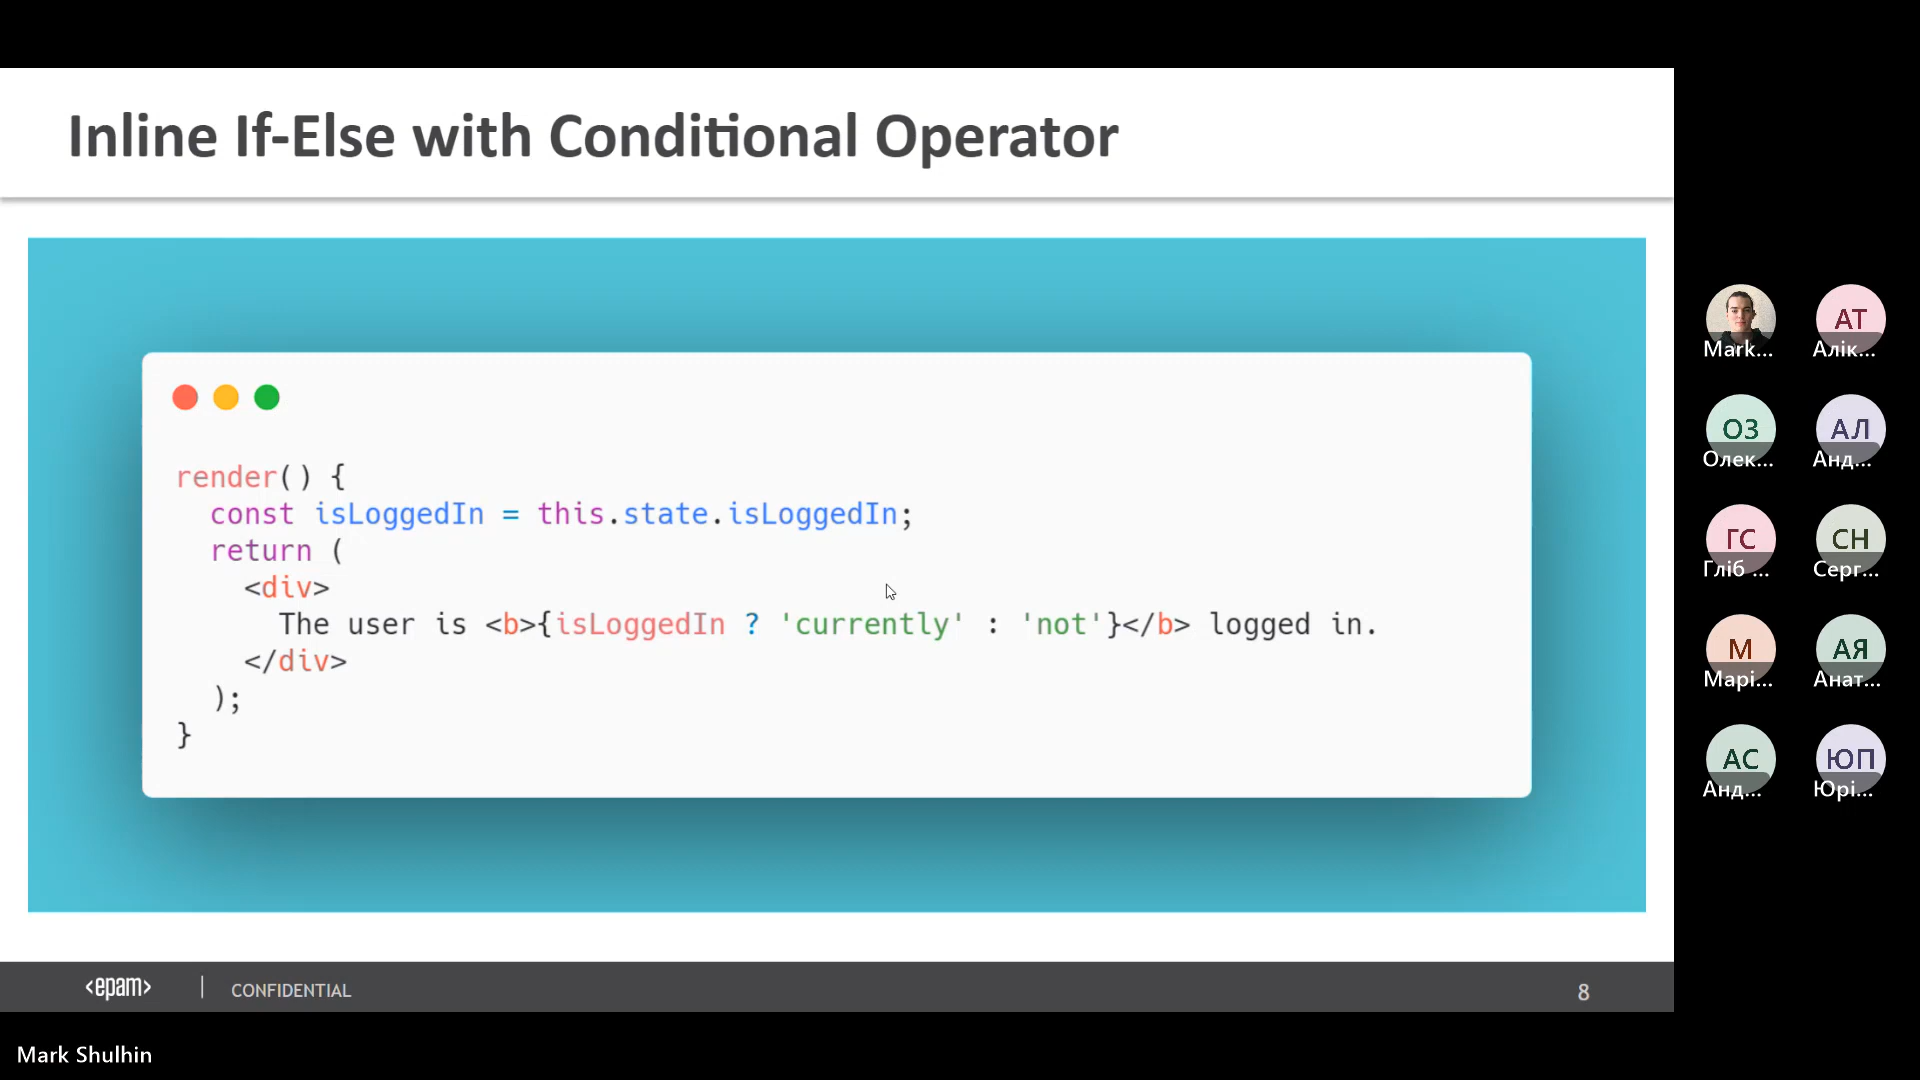 Inline If-Else with Conditional Operator
render() {
  const isLoggedIn = this.state.isLoggedIn;
  return (
    <div>
      The user is <b>{isLoggedIn ? 'currently' : 'not'}</b> logged in.
    </div>
  );
}
<epam> | CONFIDENTIAL 8
Mark Shulhin
Mark...
АТ
Алік...
ОЗ
Олек...
АЛ
Анд...
ГС
Гліб ...
СН
Серг...
М
Марі...
АЯ
Анат...
АС
Анд...
ЮП
Юрі...